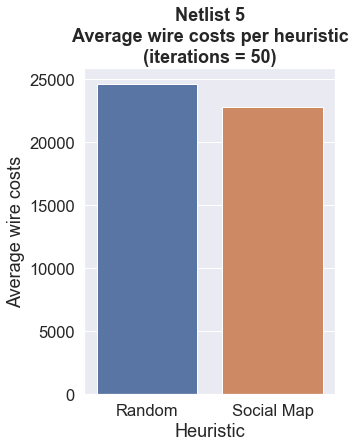 Netlist 5
Average wire costs per heuristic
(iterations = 50)
25000
20000
15000
10000
5000
0
Average wire costs
Random
Social Map
Heuristic